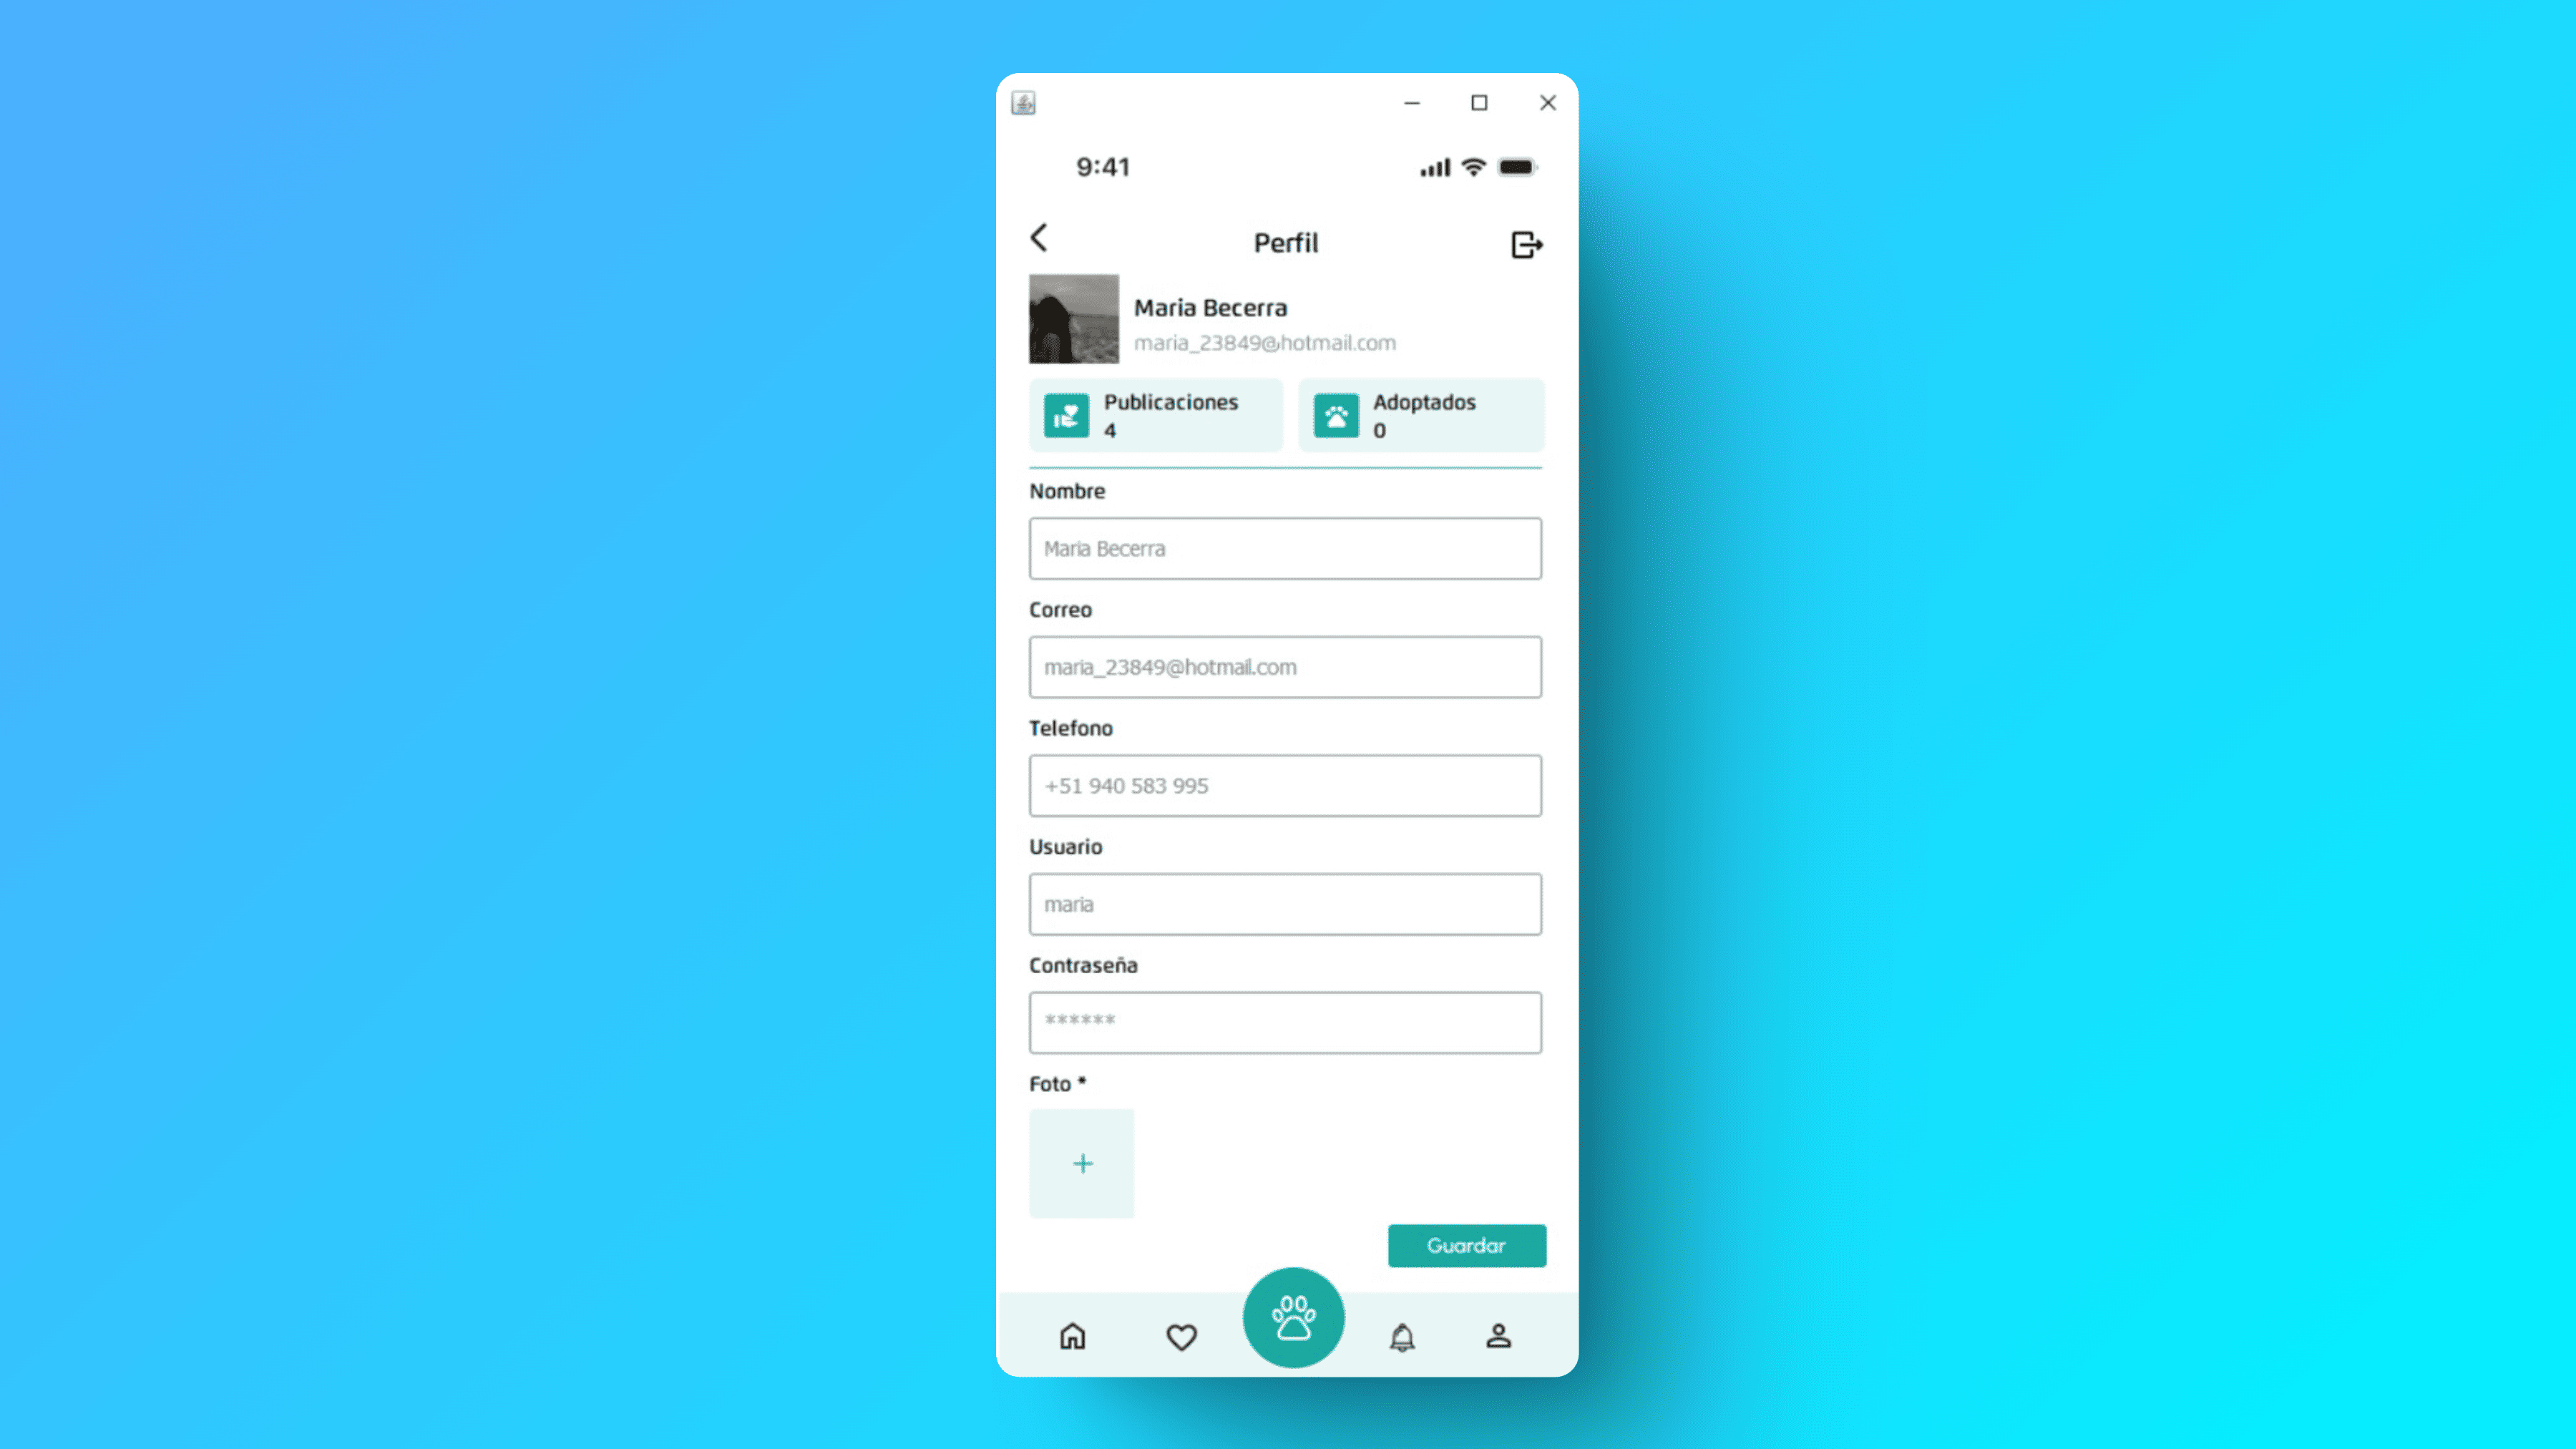 9:41
Perfil
Maria Becerra
maria_23849@hotmail.com
Publicaciones
4
Adoptados
0
Nombre
Maria Becerra
Correo
maria_23849@hotmail.com
Telefono
+51 940 583 995
Usuario
maria
Contraseña
******
Foto *
+
Guardar